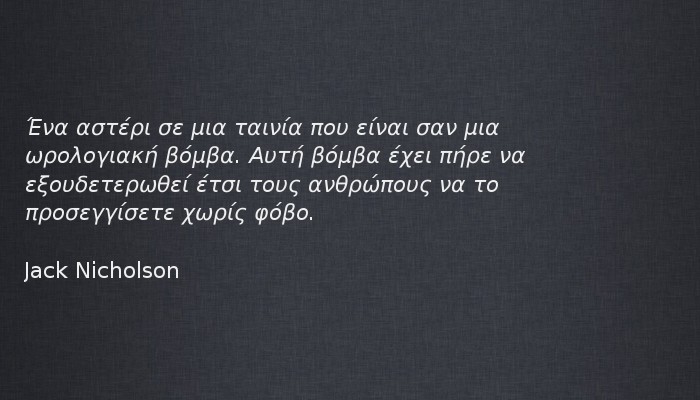 Ένα αστέρι σε μια ταινία που είναι σαν μια
ωρολογιακή βόμβα. Αυτή βόμβα έχει πήρε να
εξουδετερωθεί έτσι τους ανθρώπους να το
προσεγγίσετε χωρίς φόβο.
Jack Nicholson